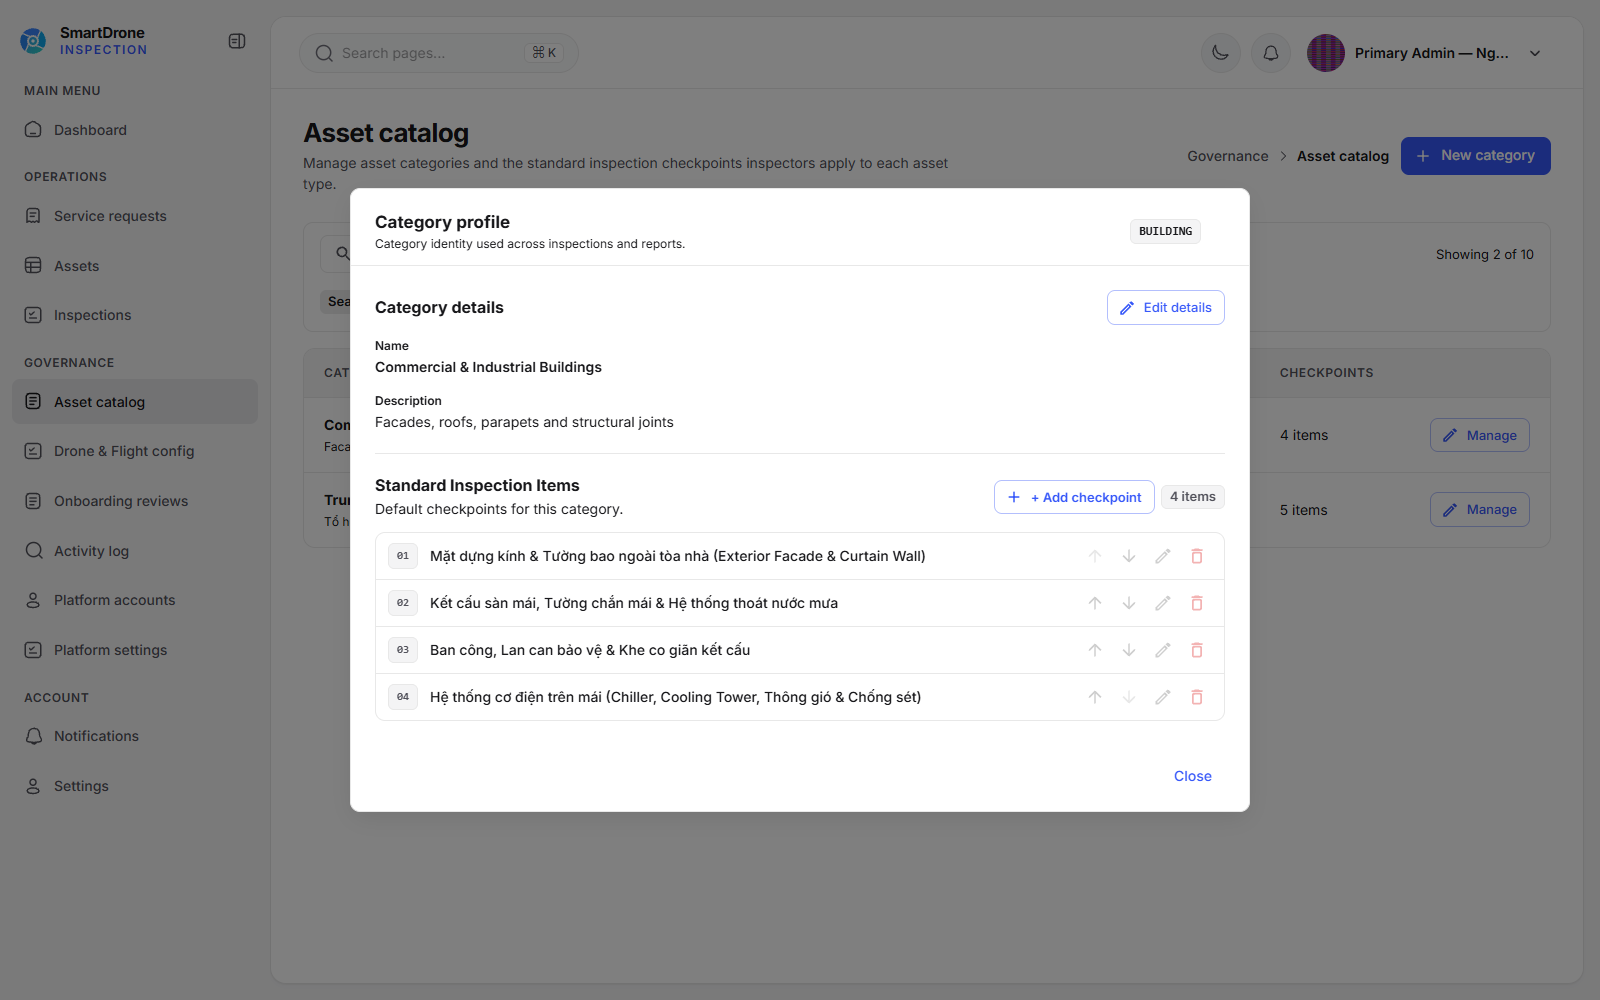 SmartDrone
INSPECTION
MAIN MENU
Dashboard
OPERATIONS
Service requests
Assets
Inspections
GOVERNANCE
Asset catalog
Drone & Flight config
Onboarding reviews
Activity log
Platform accounts
Platform settings
ACCOUNT
Notifications
Settings
Search pages...
⌘ K
Primary Admin — Ng...
Asset catalog
Manage asset categories and the standard inspection checkpoints inspectors apply to each asset
type.
Governance > Asset catalog
New category
Showing 2 of 10
CHECKPOINTS
4 items
Manage
5 items
Manage
Category profile
Category identity used across inspections and reports.
BUILDING
Category details
Edit details
Name
Commercial & Industrial Buildings
Description
Facades, roofs, parapets and structural joints
Standard Inspection Items
Default checkpoints for this category.
+ Add checkpoint
4 items
01 Mặt dựng kính & Tường bao ngoài tòa nhà (Exterior Facade & Curtain Wall)
02 Kết cấu sàn mái, Tường chắn mái & Hệ thống thoát nước mưa
03 Ban công, Lan can bảo vệ & Khe co giãn kết cấu
04 Hệ thống cơ điện trên mái (Chiller, Cooling Tower, Thông gió & Chống sét)
Close